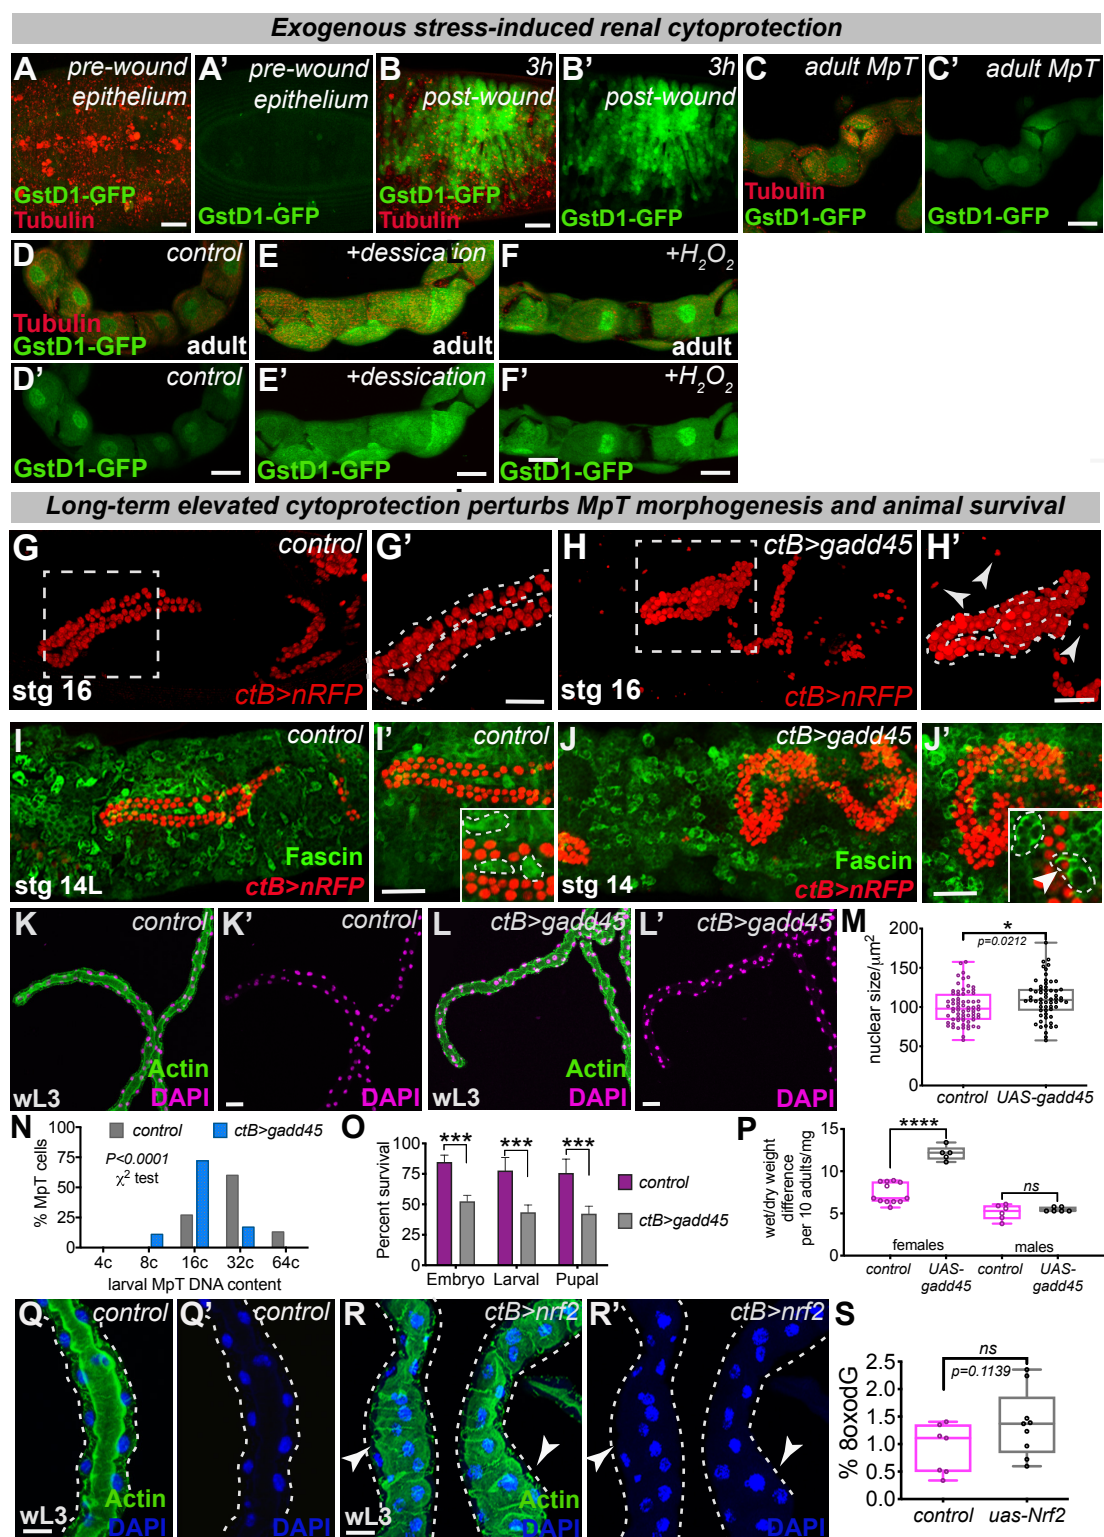 Exogenous stress-induced renal cytoprotection
A pre-wound epithelium GstD1-GFP Tubulin
A' pre-wound epithelium GstD1-GFP
B 3h post-wound GstD1-GFP Tubulin
B' 3h post-wound GstD1-GFP
C adult MpT Tubulin GstD1-GFP
C' adult MpT
D control Tubulin GstD1-GFP adult
E +dessication adult
F +H₂O₂ adult
D' control GstD1-GFP
E' +dessication GstD1-GFP
F' +H₂O₂ GstD1-GFP
Long-term elevated cytoprotection perturbs MpT morphogenesis and animal survival
G control stg 16 ctB>nRFP
G'
H ctB>gadd45 stg 16 ctB>nRFP
H'
I control Fascin stg 14L ctB>nRFP
I' control
J ctB>gadd45 Fascin stg 14 ctB>nRFP
J'
K control Actin wL3 DAPI
K' control DAPI
L ctB>gadd45 Actin DAPI
L' ctB>gadd45 DAPI
M
nuclear size/µm²
200
150
100
50
0
*
p=0.0212
control UAS-gadd45
N
% MpT cells
100
75
50
25
0
control ctB>gadd45
P<0.0001
χ² test
4c 8c 16c 32c 64c
larval MpT DNA content
O
Percent survival
100
75
50
25
0
*** *** ***
control
ctB>gadd45
Embryo Larval Pupal
P
wet/dry weight
difference
per 10 adults/mg
15
10
5
0
****
ns
females males
control UAS-gadd45 control UAS-gadd45
Q control Actin wL3 DAPI
Q' control DAPI
R ctB>nrf2 Actin wL3 DAPI
R' ctB>nrf2 DAPI
S
% 8oxodG
2.5
2.0
1.5
1.0
0.5
0
ns
p=0.1139
control uas-Nrf2